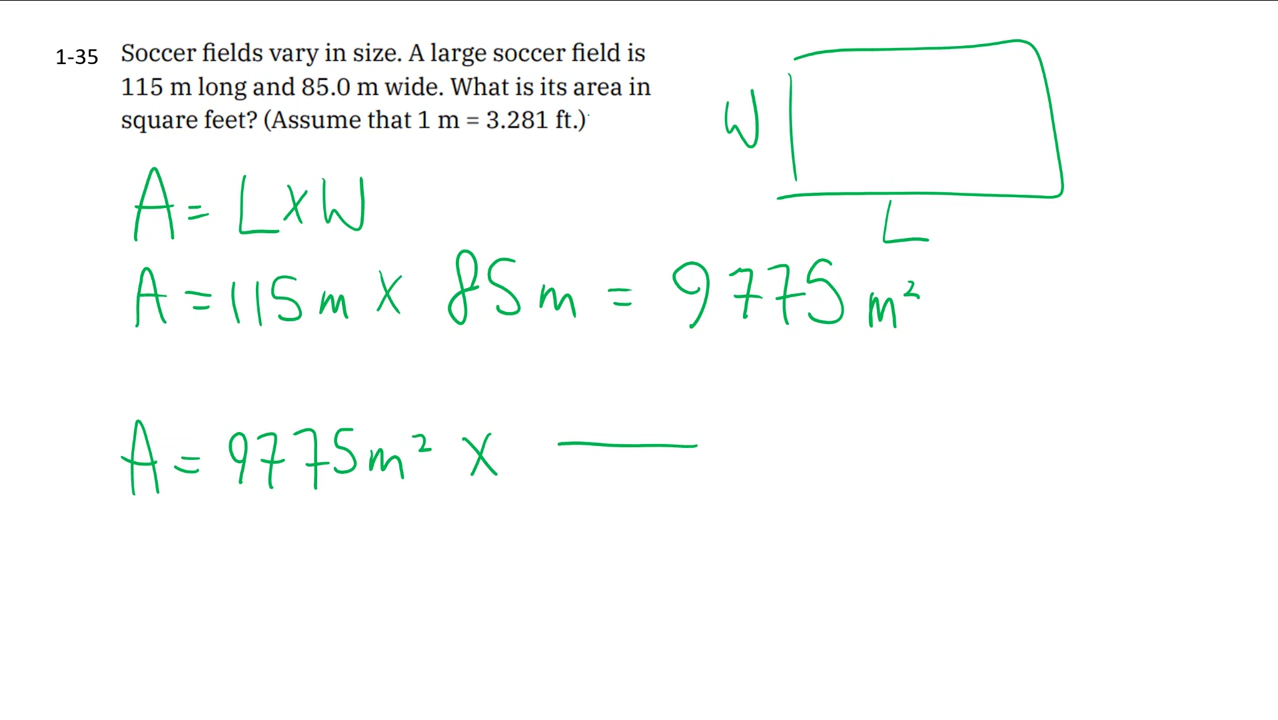 1-35 Soccer fields vary in size. A large soccer field is
115 m long and 85.0 m wide. What is its area in
square feet? (Assume that 1 m = 3.281 ft.)
W
L
A = L x W
A = 115 m x 85 m = 9775 m²
A = 9775 m² x